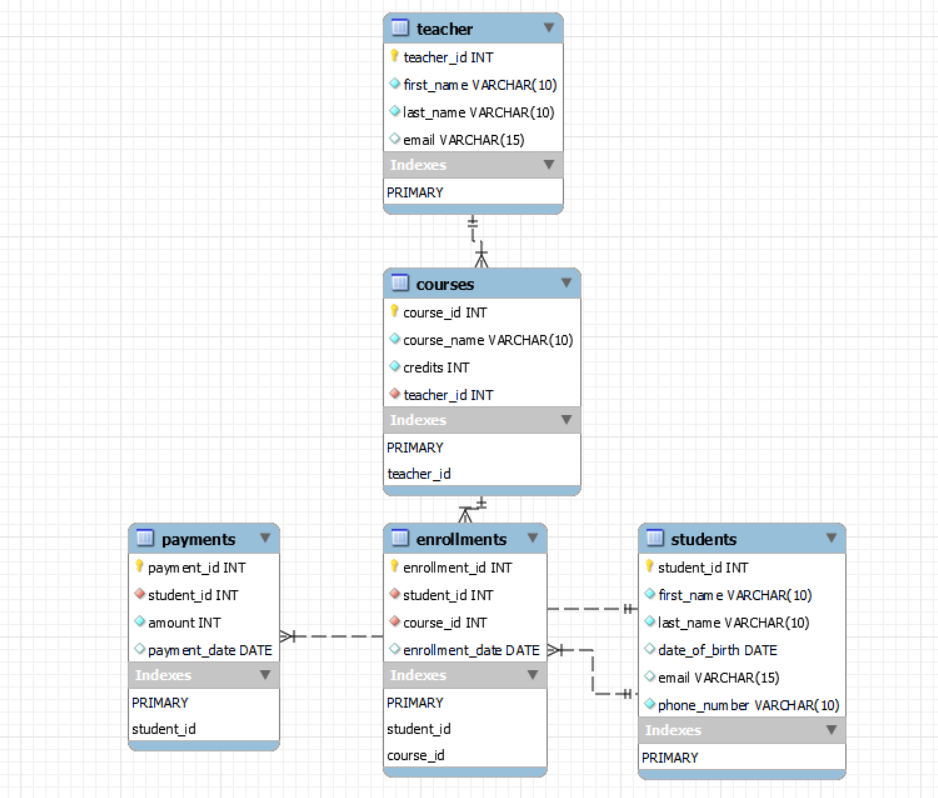 teacher
teacher_id INT
first_name VARCHAR(10)
last_name VARCHAR(10)
email VARCHAR(15)
Indexes
PRIMARY
courses
course_id INT
course_name VARCHAR(10)
credits INT
teacher_id INT
Indexes
PRIMARY
teacher_id
payments
payment_id INT
student_id INT
amount INT
payment_date DATE
Indexes
PRIMARY
student_id
enrollments
enrollment_id INT
student_id INT
course_id INT
enrollment_date DATE
Indexes
PRIMARY
student_id
course_id
students
student_id INT
first_name VARCHAR(10)
last_name VARCHAR(10)
date_of_birth DATE
email VARCHAR(15)
phone_number VARCHAR(10)
Indexes
PRIMARY